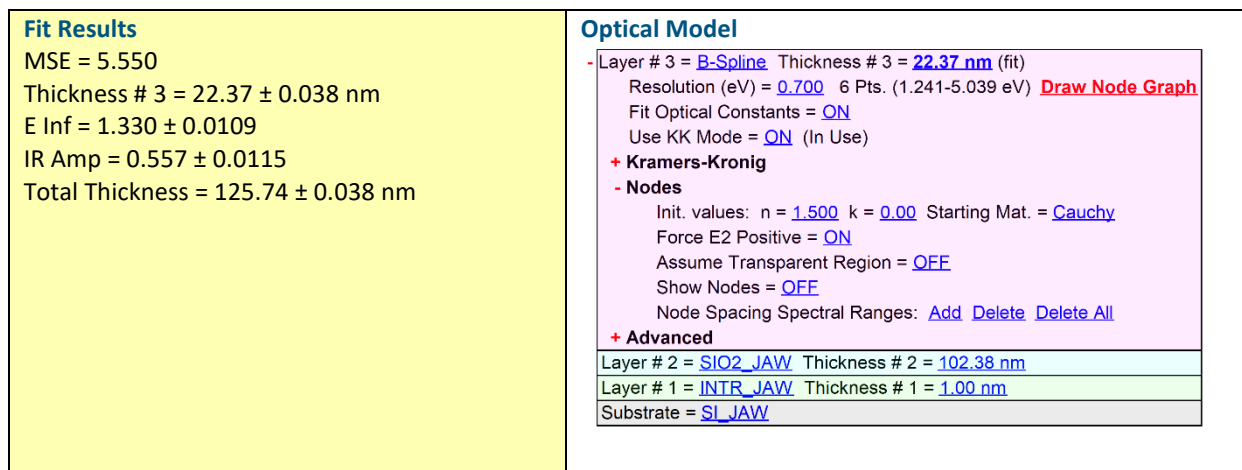 Fit Results
MSE = 5.550
Thickness # 3 = 22.37 ± 0.038 nm
E Inf = 1.330 ± 0.0109
IR Amp = 0.557 ± 0.0115
Total Thickness = 125.74 ± 0.038 nm
Optical Model
- Layer # 3 = B-Spline Thickness # 3 = 22.37 nm (fit)
Resolution (eV) = 0.700 6 Pts. (1.241-5.039 eV) Draw Node Graph
Fit Optical Constants = ON
Use KK Mode = ON (In Use)
+ Kramers-Kronig
- Nodes
Init. values: n = 1.500 k = 0.00 Starting Mat. = Cauchy
Force E2 Positive = ON
Assume Transparent Region = OFF
Show Nodes = OFF
Node Spacing Spectral Ranges: Add Delete Delete All
+ Advanced
Layer # 2 = SIO2_JAW Thickness # 2 = 102.38 nm
Layer # 1 = INTR_JAW Thickness # 1 = 1.00 nm
Substrate = SI_JAW